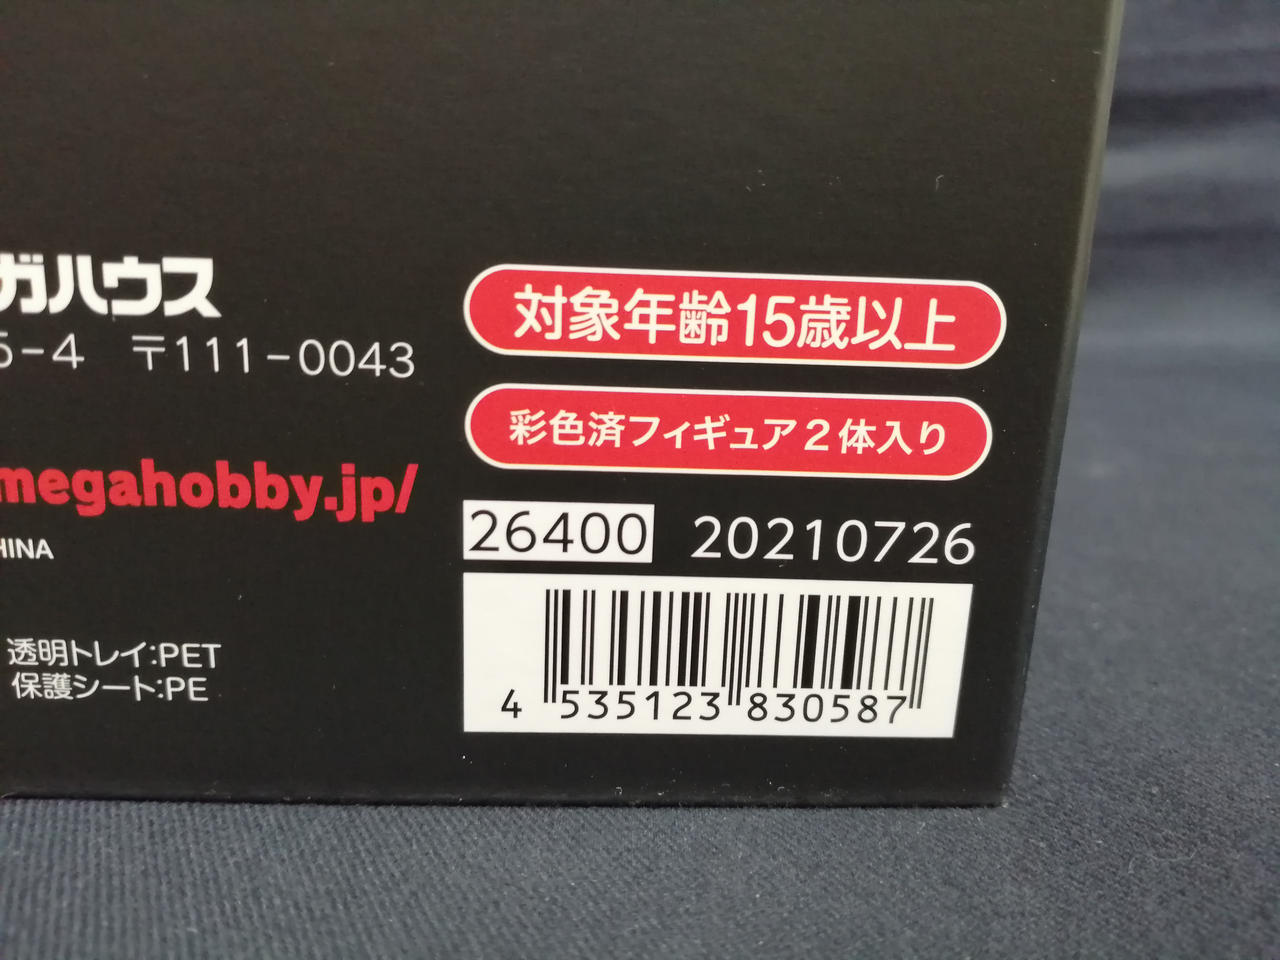 ガハウス
5-4 〒111-0043
megahobby.jp/
HINA
透明トレイ:PET
保護シート:PE
対象年齢15歳以上
彩色済フィギュア2体入り
26400 20210726
4 535123 830587